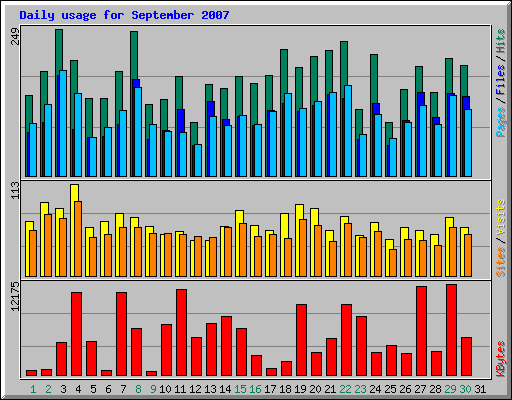 Daily usage for September 2007
249
Pages / Files / Hits
113
Sites / Visits
12175
KBytes
1 2 3 4 5 6 7 8 9 10 11 12 13 14 15 16 17 18 19 20 21 22 23 24 25 26 27 28 29 30 31